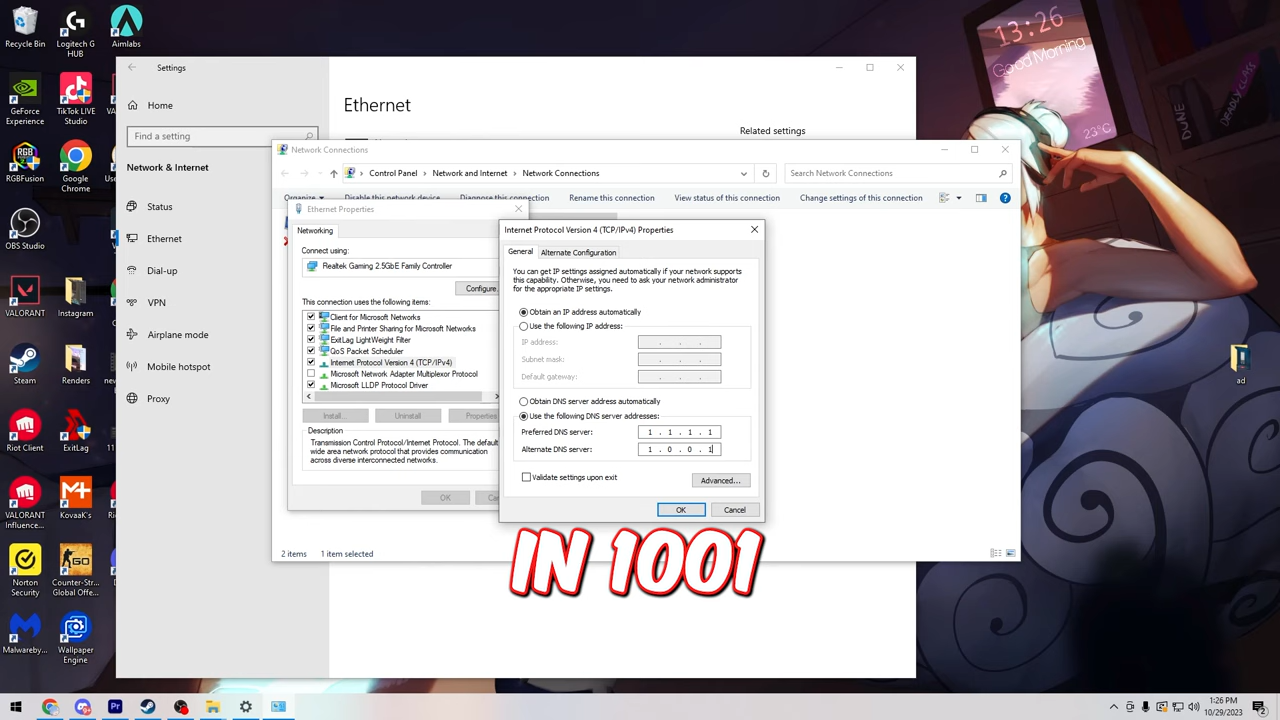 Recycle Bin
Logitech G HUB
Aimlabs
GeForce Experience
TikTok LIVE Studio
RGBFusion
Google Chrome
OBS Studio
VALORANT
Instagram
Steam
Renders
Riot Client
ExitLag
VALORANT Influence...
KovaaK's
Norton Security
Counter-Str... Global Offe...
Malwareby...
Wallpaper Engine
ad
13:26
Good Morning
23°C
DUNE
DEADLY CLASS
Settings
Home
Find a setting
Network & Internet
Status
Ethernet
Dial-up
VPN
Airplane mode
Mobile hotspot
Proxy
Ethernet
Related settings
Network Connections
Control Panel
Network and Internet
Network Connections
Search Network Connections
Organize
Disable this network device
Diagnose this connection
Rename this connection
View status of this connection
Change settings of this connection
2 items
1 item selected
Ethernet Properties
Networking
Connect using:
Realtek Gaming 2.5GbE Family Controller
Configure...
This connection uses the following items:
Client for Microsoft Networks
File and Printer Sharing for Microsoft Networks
ExitLag LightWeight Filter
QoS Packet Scheduler
Internet Protocol Version 4 (TCP/IPv4)
Microsoft Network Adapter Multiplexor Protocol
Microsoft LLDP Protocol Driver
Install...
Uninstall
Properties
Description
Transmission Control Protocol/Internet Protocol. The default
wide area network protocol that provides communication
across diverse interconnected networks.
OK
Internet Protocol Version 4 (TCP/IPv4) Properties
General
Alternate Configuration
You can get IP settings assigned automatically if your network supports
this capability. Otherwise, you need to ask your network administrator
for the appropriate IP settings.
Obtain an IP address automatically
Use the following IP address:
IP address:
Subnet mask:
Default gateway:
Obtain DNS server address automatically
Use the following DNS server addresses:
Preferred DNS server: 1 . 1 . 1 . 1
Alternate DNS server: 1 . 0 . 0 . 1
Validate settings upon exit
Advanced...
OK
Cancel
IN 1001
1:26 PM
10/29/2023